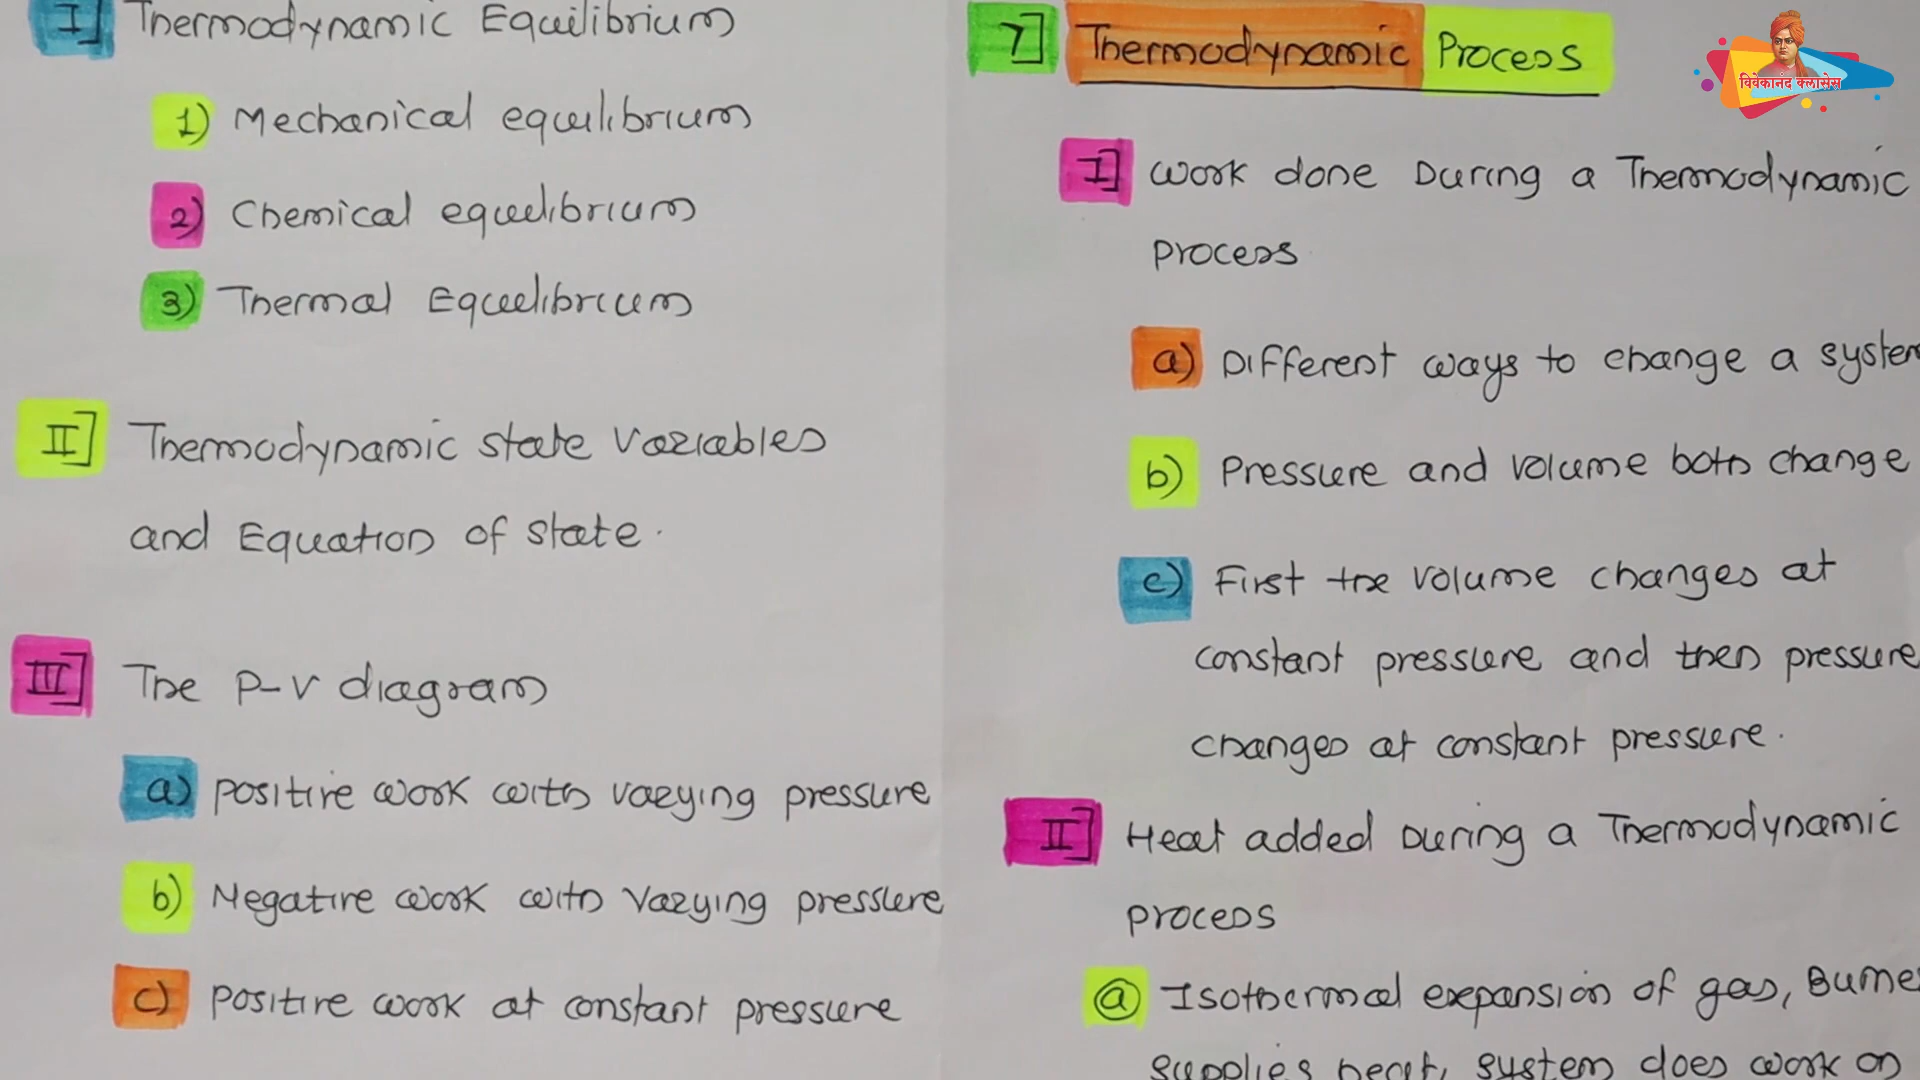 I] Thermodynamic Equilibrium
1) Mechanical equilibrium
2) Chemical equilibrium
3) Thermal Equilibrium
II] Thermodynamic state variables
and Equation of state.
III] The P-V diagram
a) positive work with varying pressure
b) Negative work with varying pressure
c) positive work at constant pressure
7] Thermodynamic Process
I] work done During a Thermodynamic
process
a) Different ways to change a system
b) Pressure and volume both change
c) First the volume changes at
constant pressure and then pressure
changes at constant pressure.
II] Heat added During a Thermodynamic
process
a) Isothermal expansion of gas,
supplies heat, system does work on
विवेकानंद क्लासेस